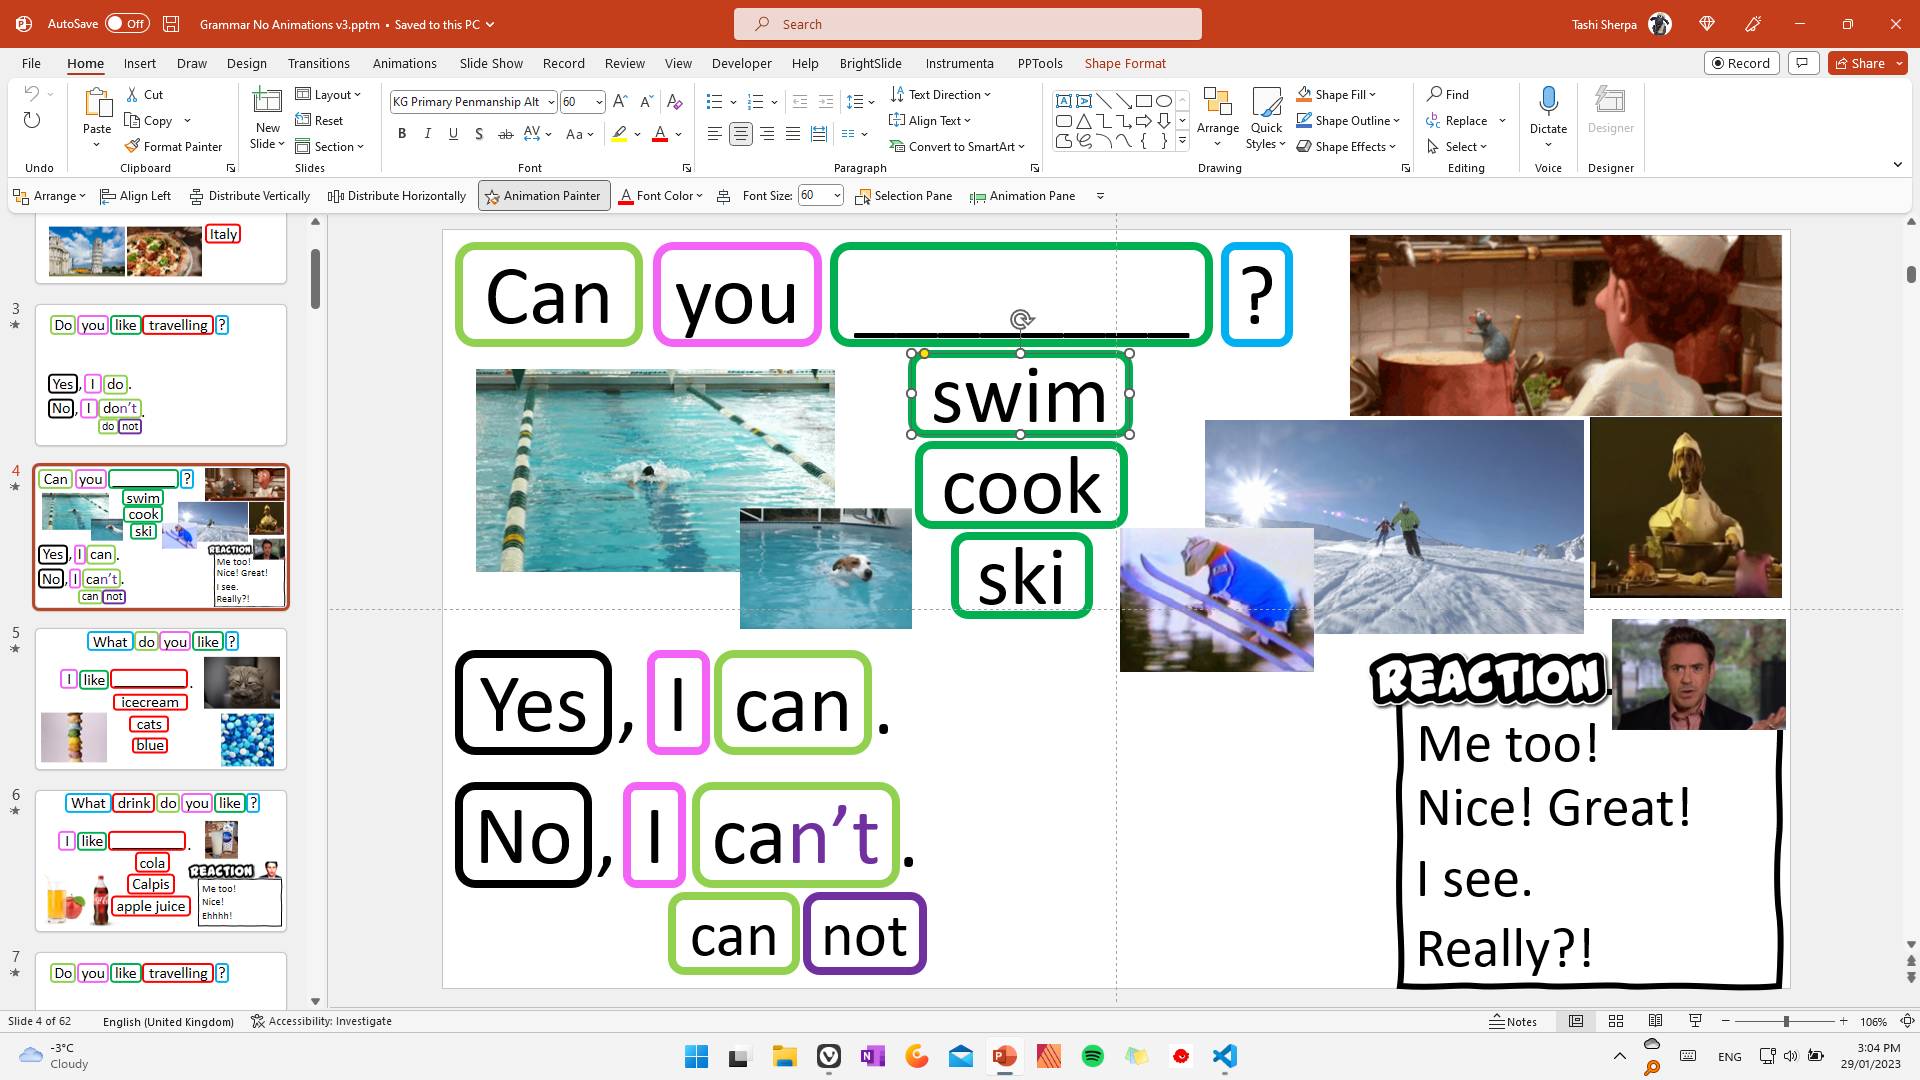 AutoSave Off Grammar No Animations v3.pptm • Saved to this PC Search Tashi Sherpa
File Home Insert Draw Design Transitions Animations Slide Show Record Review View Developer Help BrightSlide Instrumenta PPTools Shape Format Record Share
Cut Layout KG Primary Penmanship Alt 60 Text Direction Shape Fill Find
Paste Copy New Slide Reset Align Text Arrange Quick Styles Shape Outline Replace Dictate Designer
Format Painter Section Convert to SmartArt Shape Effects Select
Undo Clipboard Slides Font Paragraph Drawing Editing Voice Designer
Arrange Align Left Distribute Vertically Distribute Horizontally Animation Painter Font Color Font Size: 60 Selection Pane Animation Pane
Italy
3
Do you like travelling ?
Yes , I do .
No , I don't .
do not
4
Can you ________ ?
swim
cook
ski
Yes , I can .
No , I can't .
can not
REACTION
Me too!
Nice! Great!
I see.
Really?!
5
What do you like ?
I like ________ .
icecream
cats
blue
6
What drink do you like ?
I like ________ .
cola
Calpis
apple juice
REACTION
Me too!
Nice!
Ehhhh!
7
Do you like travelling ?
Can you ________ ?
swim
cook
ski
Yes , I can .
No , I can’t .
can not
REACTION
Me too!
Nice! Great!
I see.
Really?!
Slide 4 of 62 English (United Kingdom) Accessibility: Investigate Notes 106%
-3°C
Cloudy
ENG
3:04 PM
29/01/2023